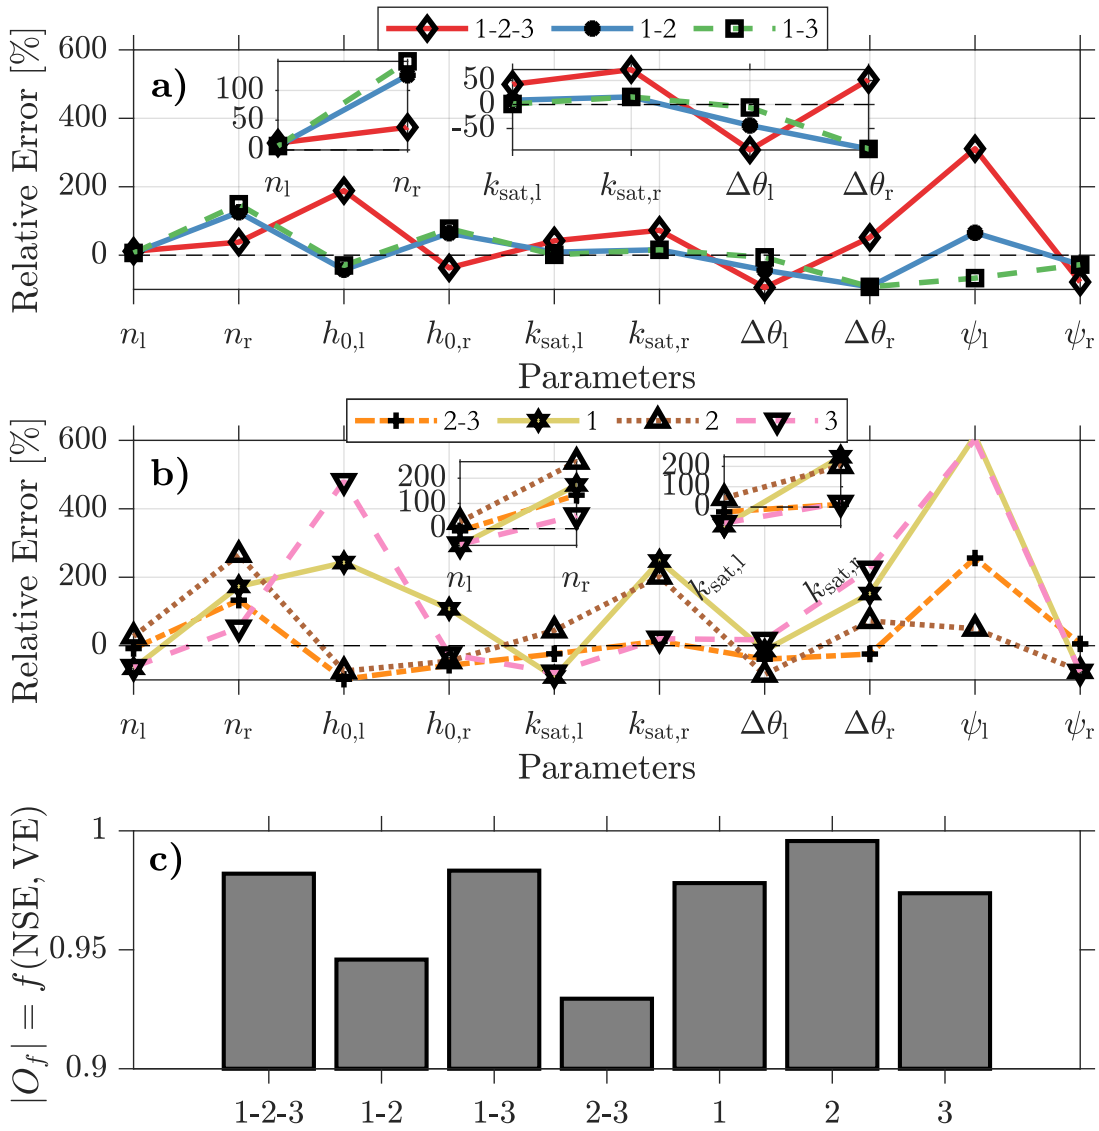 1-2-3 1-2 1-3
600
400
200
0
Relative Error [%]
a)
100
50
0
n_l n_r
50
0
-50
k_sat,l k_sat,r Δθ_l Δθ_r
n_l n_r h_0,l h_0,r k_sat,l k_sat,r Δθ_l Δθ_r ψ_l ψ_r
Parameters
2-3 1 2 3
600
400
200
0
Relative Error [%]
b)
200
100
0
n_l n_r
200
100
0
k_sat,l k_sat,r
n_l n_r h_0,l h_0,r k_sat,l k_sat,r Δθ_l Δθ_r ψ_l ψ_r
Parameters
1
0.95
0.9
|O_f| = f(NSE, VE)
c)
1-2-3 1-2 1-3 2-3 1 2 3